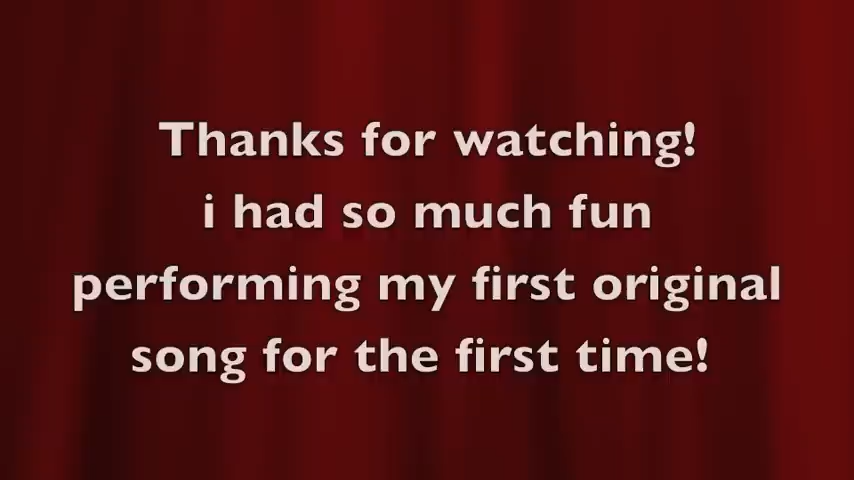 Thanks for watching!
i had so much fun
performing my first original
song for the first time!